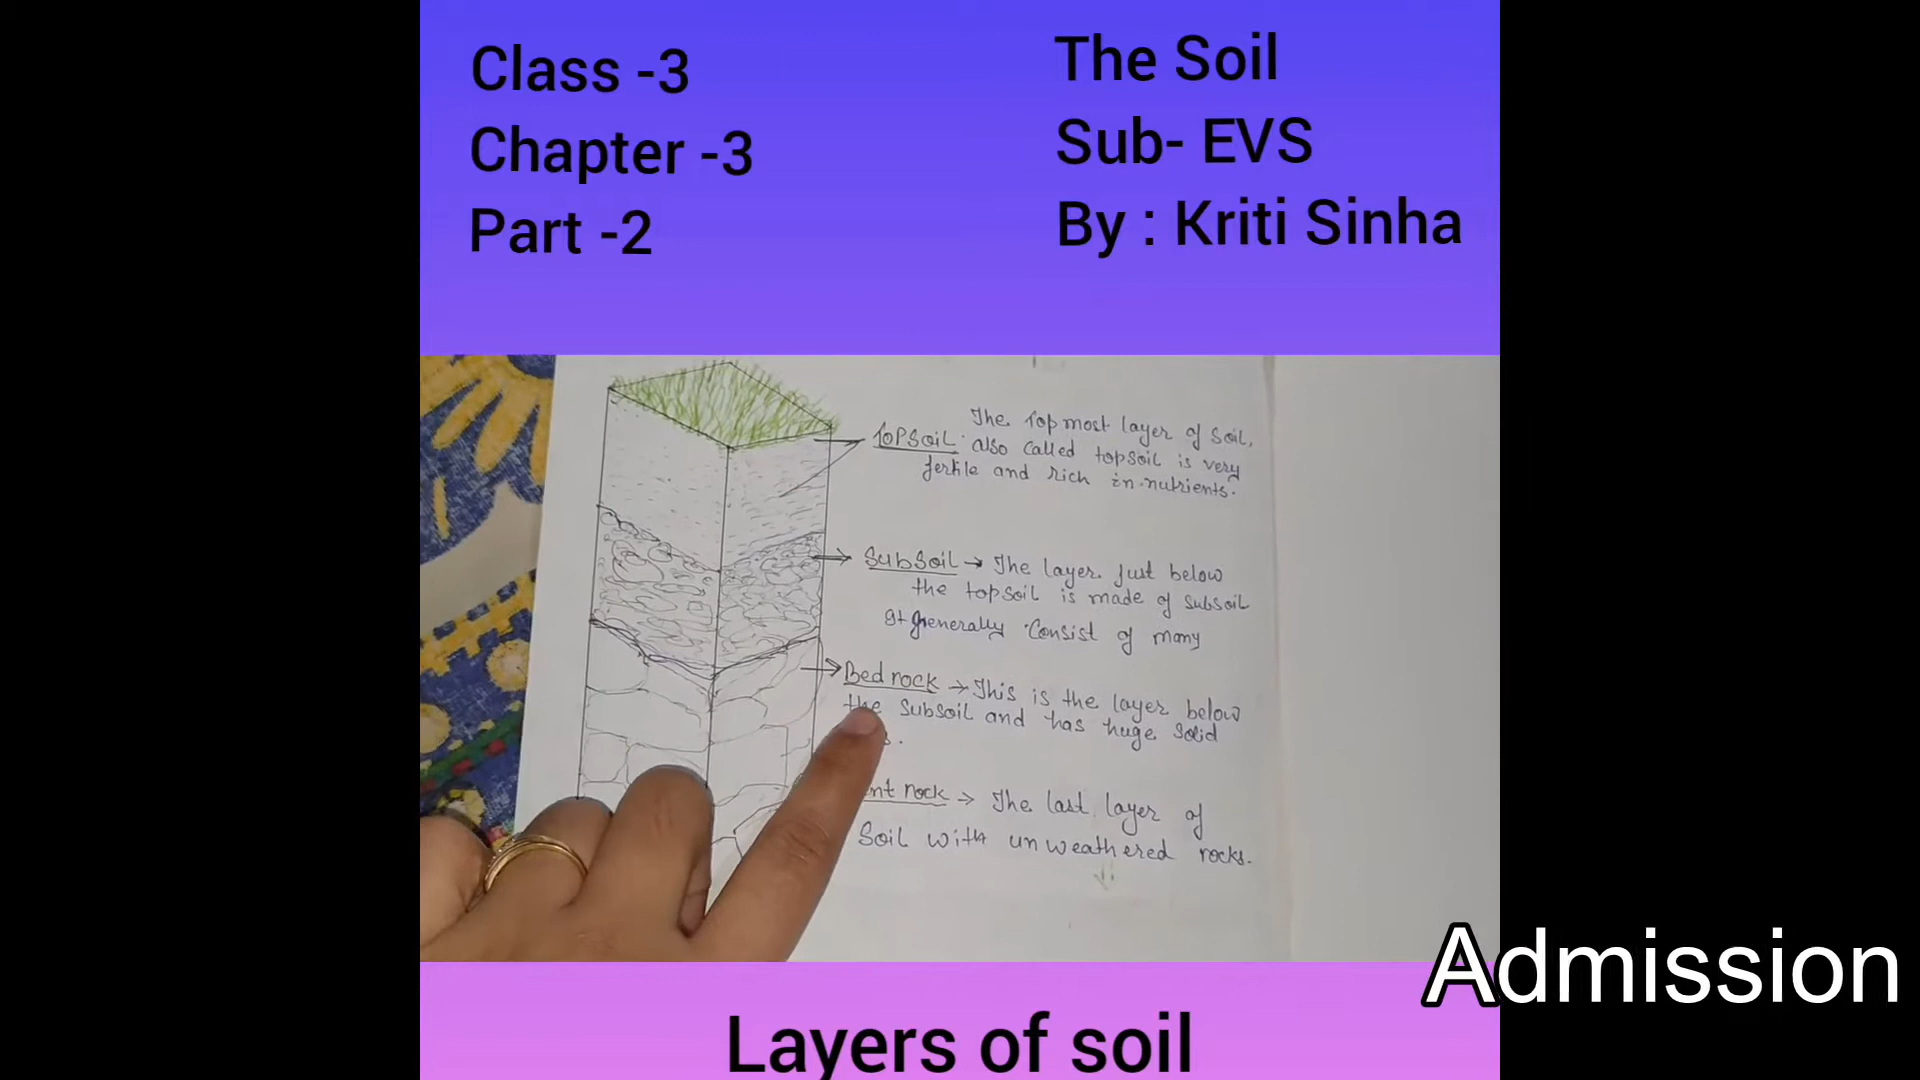 Class -3
Chapter -3
Part -2
The Soil
Sub- EVS
By : Kriti Sinha
The Top most layer of soil,
TOPSOIL also called topsoil is very
fertile and rich in nutrients.
SubSoil → The layer Just below
the topsoil is made of subsoil
It generally Consist of many
Bed rock → This is the layer below
the Subsoil and has huge solid
rock → The last layer of
Soil with unweathered rocks.
Admission
Layers of soil